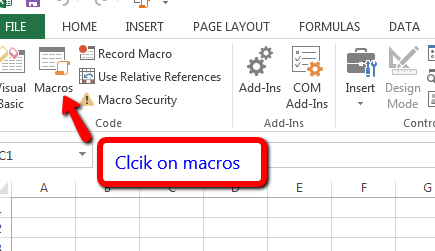 FILE HOME INSERT PAGE LAYOUT FORMULAS DATA
Record Macro
Use Relative References
Macro Security
Visual
Basic
Macros
Code
Add-Ins
COM
Add-Ins
Add-Ins
Insert
Design
Mode
Contro
C1
Clcik on macros
A B C D E F G